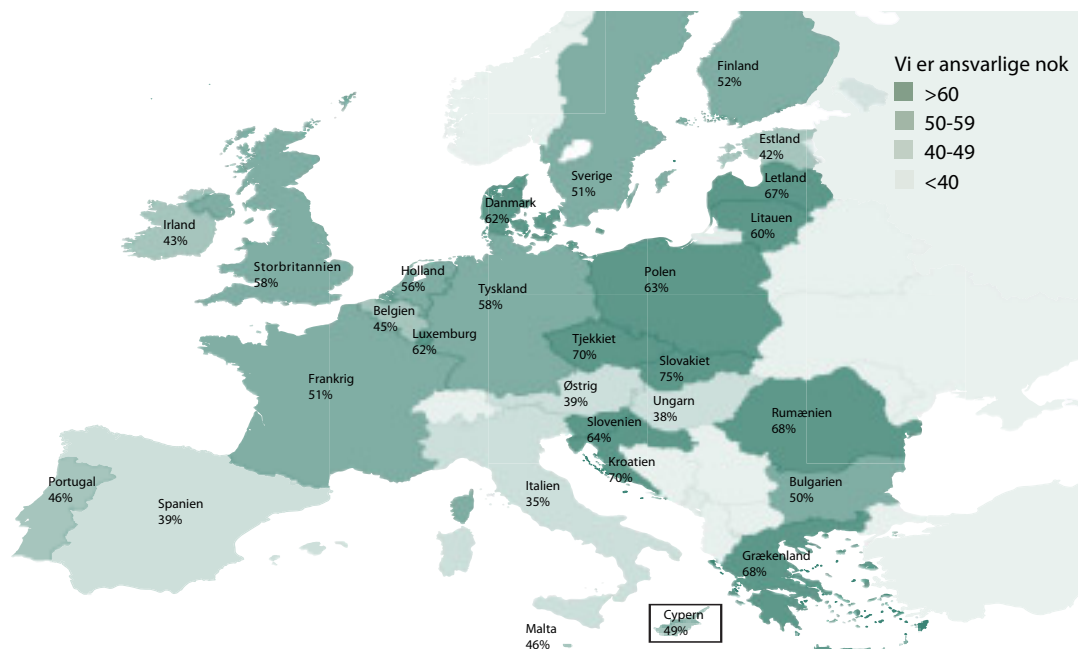 Finland
52%
Vi er ansvarlige nok
>60
50-59
40-49
<40
Estland
42%
Sverige
51%
Letland
67%
Danmark
62%
Litauen
60%
Irland
43%
Storbritannien
58%
Holland
56%
Tyskland
58%
Polen
63%
Belgien
45%
Luxemburg
62%
Tjekkiet
70%
Slovakiet
75%
Frankrig
51%
Østrig
39%
Ungarn
38%
Rumænien
68%
Slovenien
64%
Kroatien
70%
Portugal
46%
Spanien
39%
Italien
35%
Bulgarien
50%
Grækenland
68%
Cypern
49%
Malta
46%